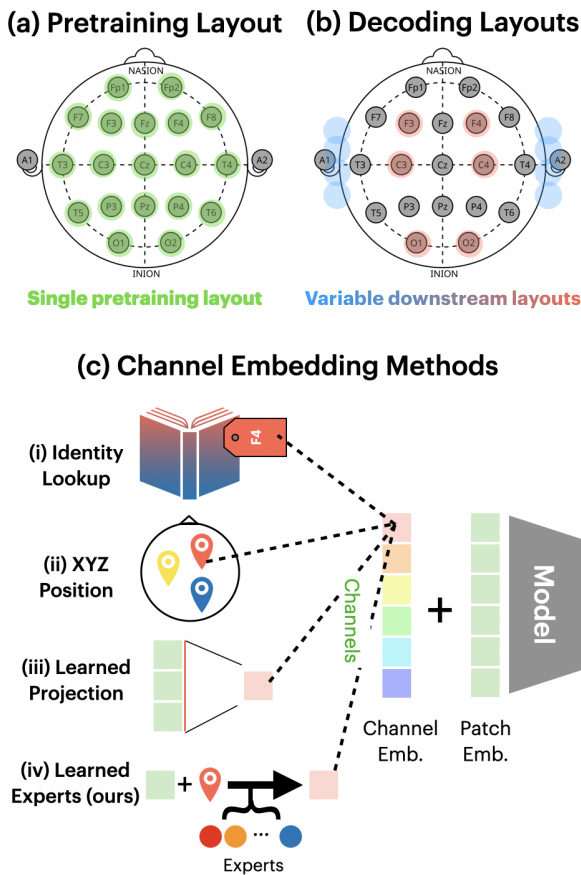 (a) Pretraining Layout
NASION
Fp1 Fp2
F7 F3 Fz F4 F8
A1 T3 C3 Cz C4 T4 A2
T5 P3 Pz P4 T6
O1 O2
INION
Single pretraining layout
(b) Decoding Layouts
NASION
Fp1 Fp2
F7 F3 Fz F4 F8
A1 T3 C3 Cz C4 T4 A2
T5 P3 Pz P4 T6
O1 O2
INION
Variable downstream layouts
(c) Channel Embedding Methods
(i) Identity
Lookup
F4
(ii) XYZ
Position
(iii) Learned
Projection
(iv) Learned
Experts (ours)
+
...
Experts
Channels
Channel
Emb.
+
Patch
Emb.
Model